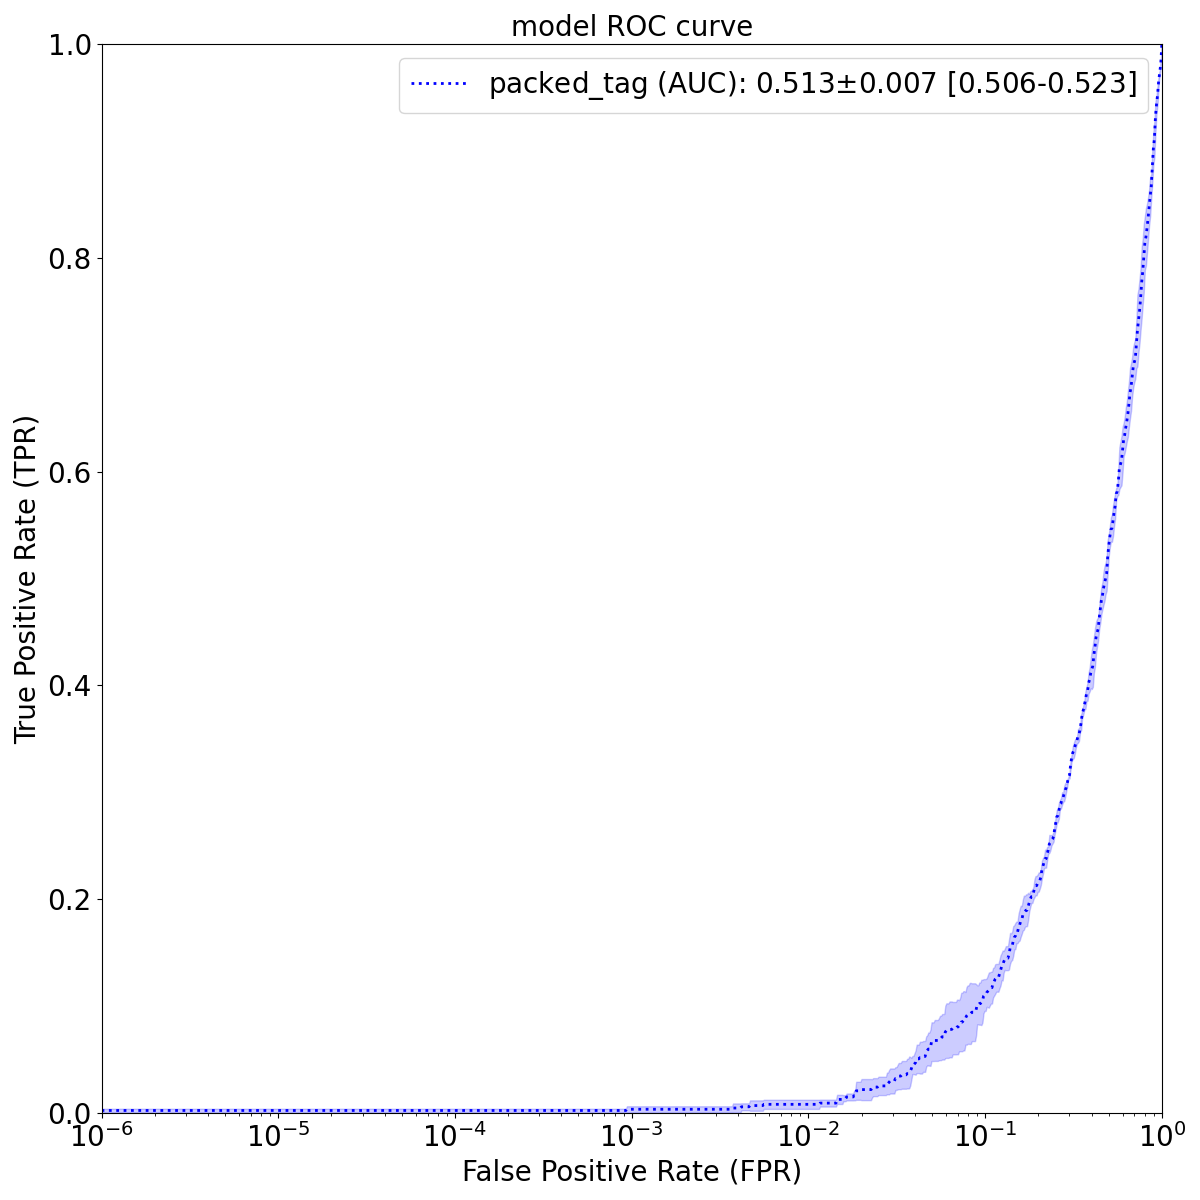 model ROC curve
packed_tag (AUC): 0.513±0.007 [0.506-0.523]
1.0
0.8
0.6
0.4
0.2
0.0
True Positive Rate (TPR)
10⁻⁶ 10⁻⁵ 10⁻⁴ 10⁻³ 10⁻² 10⁻¹ 10⁰
False Positive Rate (FPR)